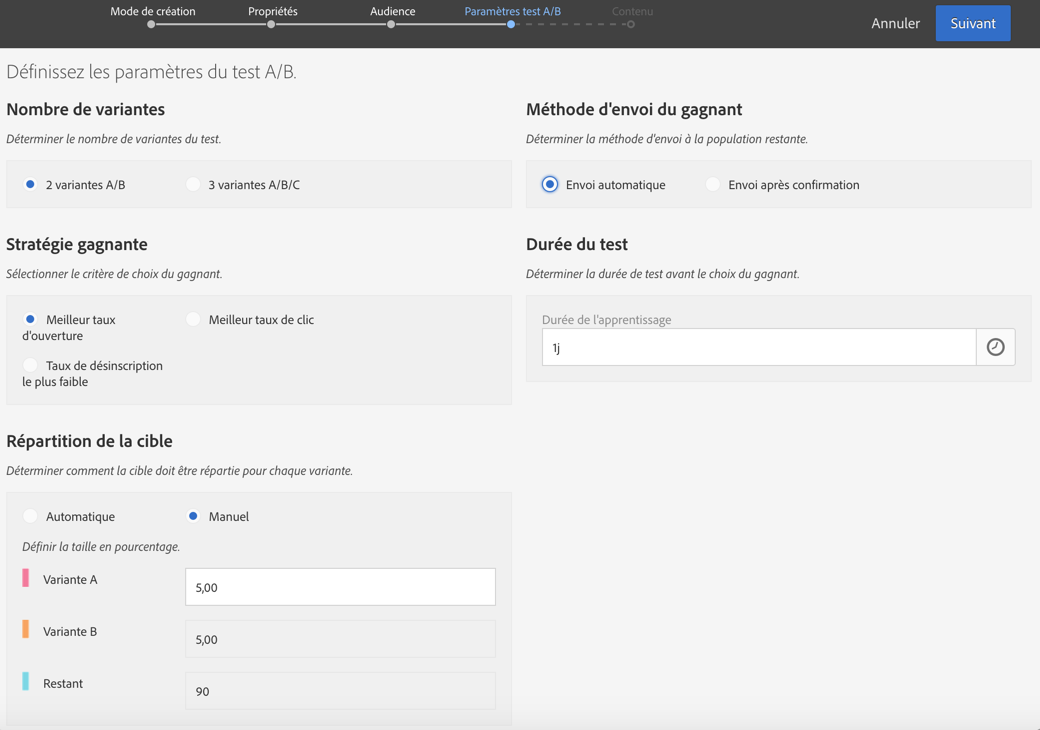 Mode de création
Propriétés
Audience
Paramètres test A/B
Contenu
Annuler
Suivant
Définissez les paramètres du test A/B.
Nombre de variantes
Déterminer le nombre de variantes du test.
2 variantes A/B
3 variantes A/B/C
Méthode d'envoi du gagnant
Déterminer la méthode d'envoi à la population restante.
Envoi automatique
Envoi après confirmation
Stratégie gagnante
Sélectionner le critère de choix du gagnant.
Meilleur taux
d'ouverture
Meilleur taux de clic
Taux de désinscription
le plus faible
Durée du test
Déterminer la durée de test avant le choix du gagnant.
Durée de l'apprentissage
1j
Répartition de la cible
Déterminer comment la cible doit être répartie pour chaque variante.
Automatique
Manuel
Définir la taille en pourcentage.
Variante A
5,00
Variante B
5,00
Restant
90